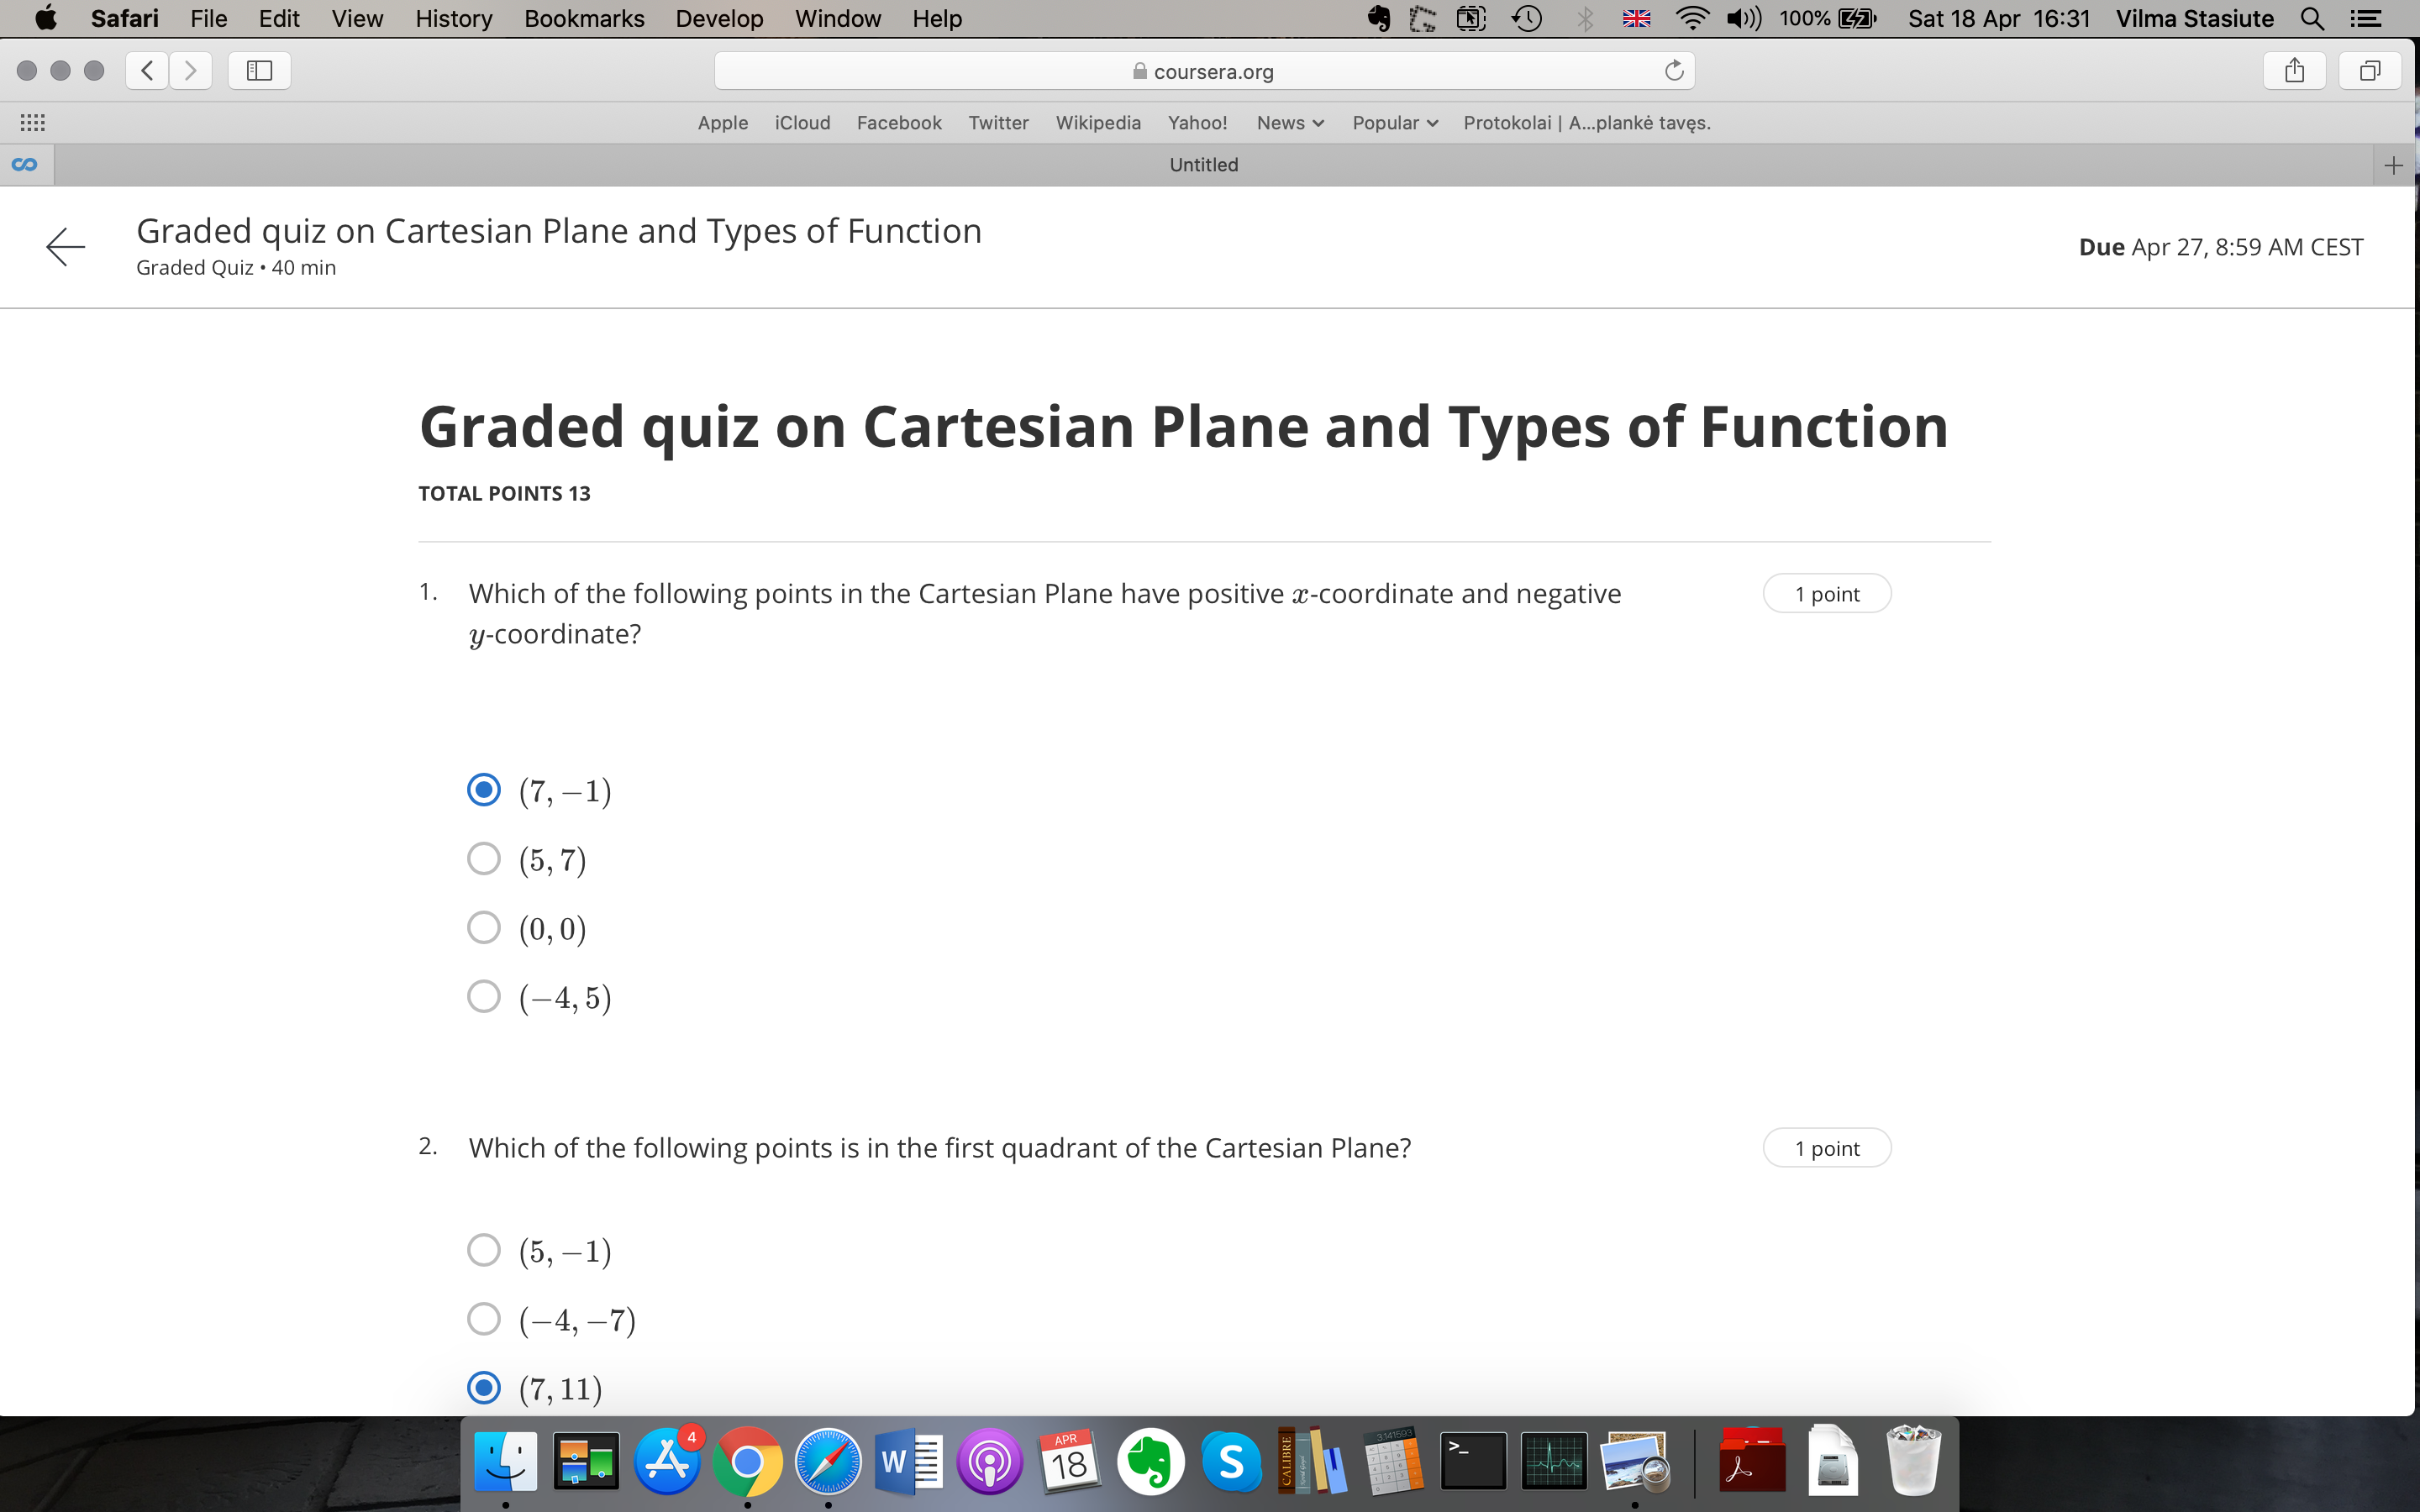 Safari File Edit View History Bookmarks Develop Window Help 100% Sat 18 Apr 16:31 Vilma Stasiute
coursera.org
Apple iCloud Facebook Twitter Wikipedia Yahoo! News Popular Protokolai | A...plankė tavęs.
Untitled
Graded quiz on Cartesian Plane and Types of Function
Graded Quiz • 40 min
Due Apr 27, 8:59 AM CEST
Graded quiz on Cartesian Plane and Types of Function
TOTAL POINTS 13
1. Which of the following points in the Cartesian Plane have positive x-coordinate and negative
y-coordinate?
1 point
(7, −1)
(5, 7)
(0, 0)
(−4, 5)
2. Which of the following points is in the first quadrant of the Cartesian Plane?
1 point
(5, −1)
(−4, −7)
(7, 11)
4
W
APR
18
S
CALIBRE
3.141593
>_